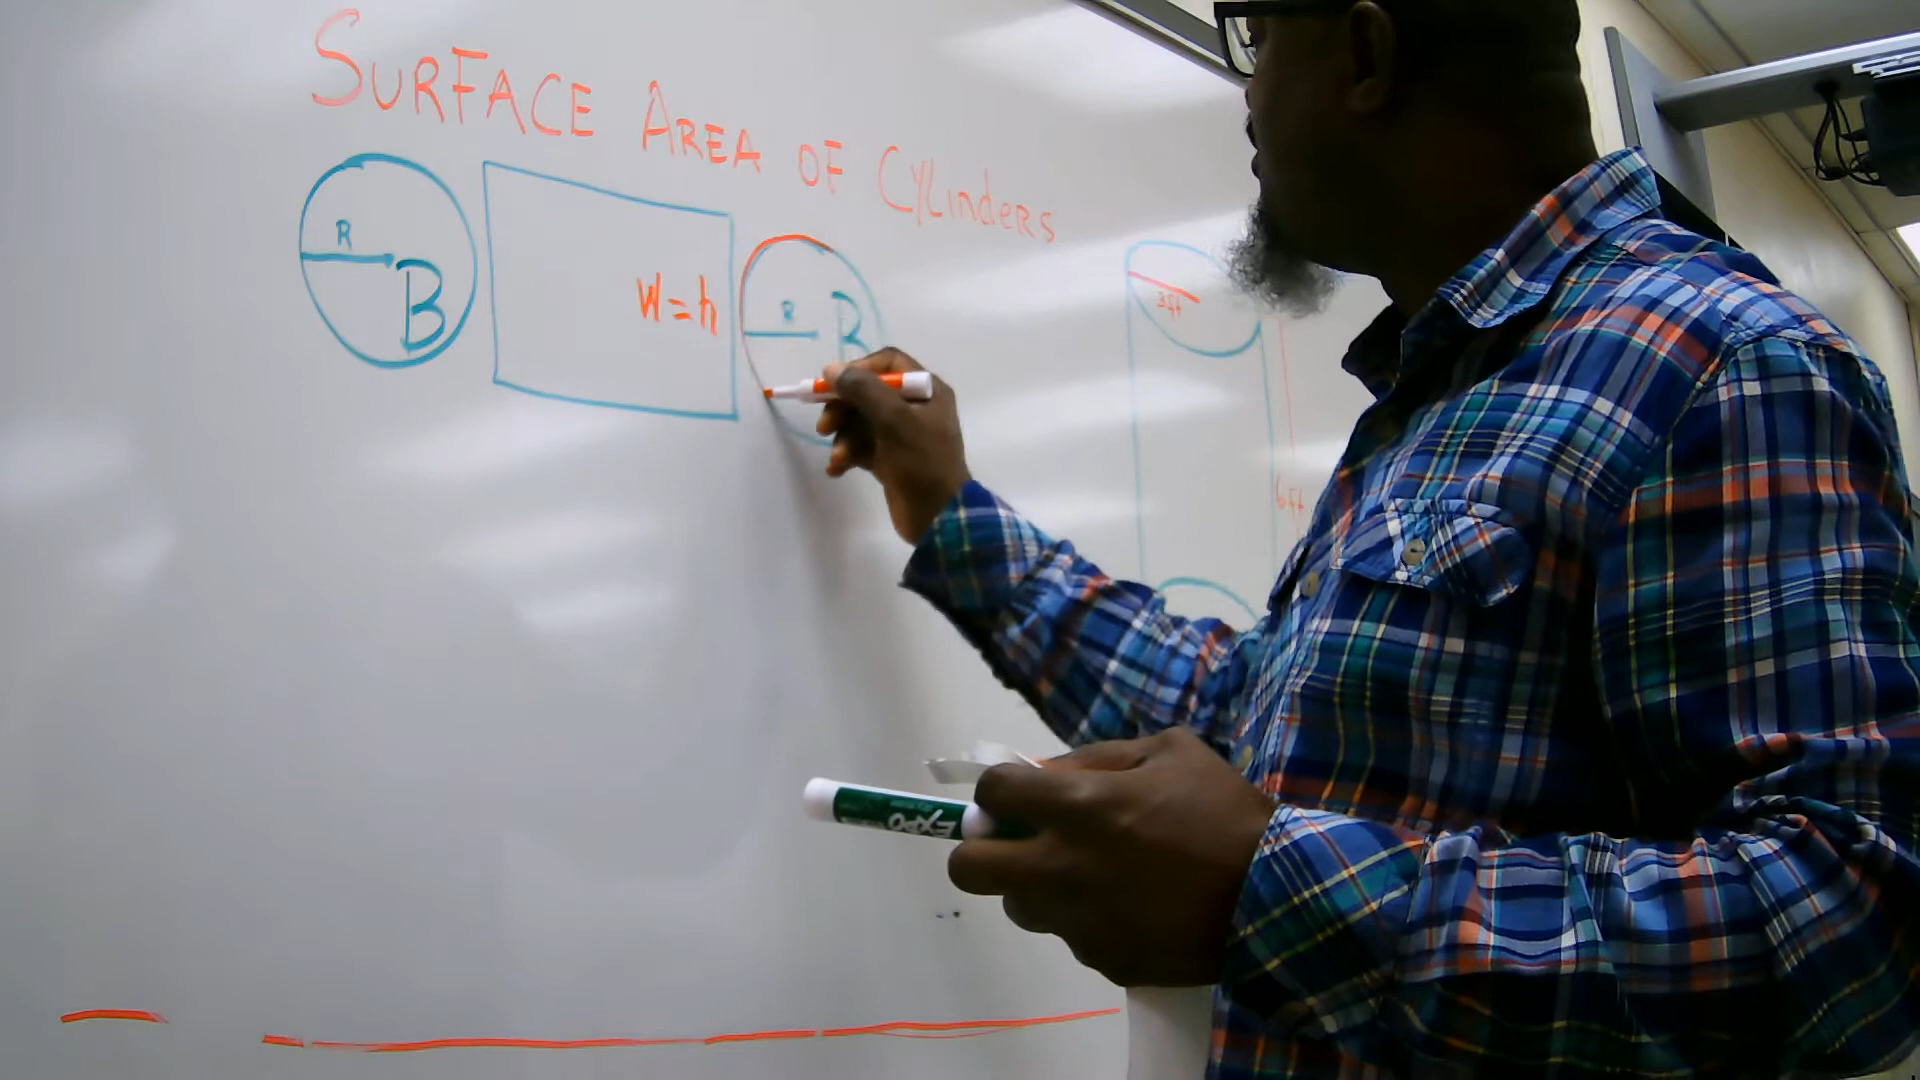 SURFACE AREA OF CYlinderS
R
B
W=h
R
B
3ft
6ft
EXPO